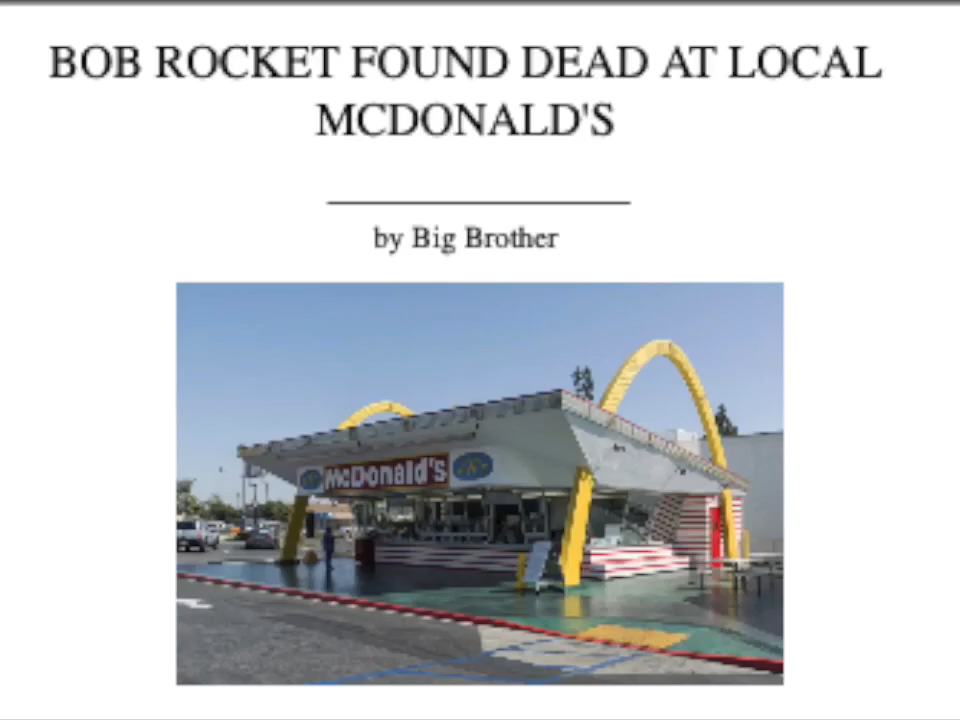 BOB ROCKET FOUND DEAD AT LOCAL
MCDONALD'S
by Big Brother
McDonald's